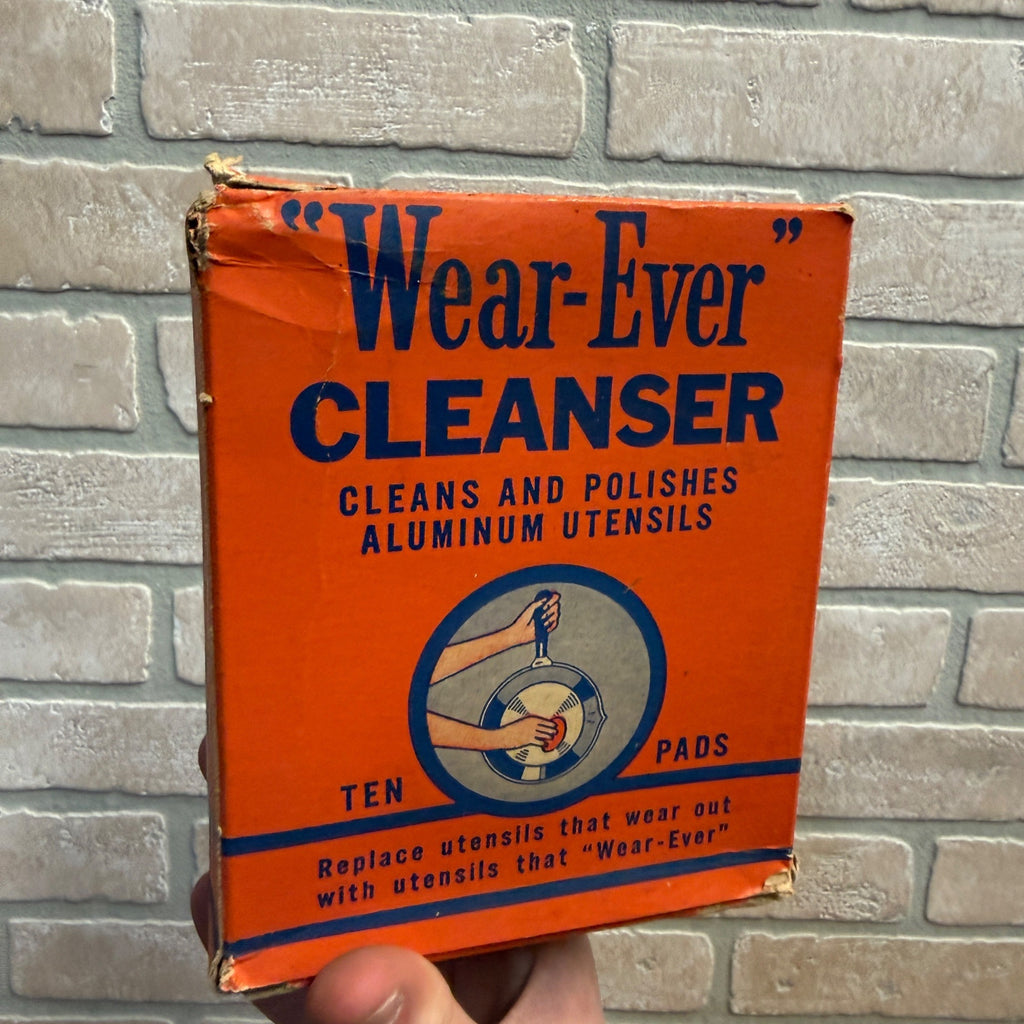 “Wear-Ever”
CLEANSER
CLEANS AND POLISHES
ALUMINUM UTENSILS
TEN PADS
Replace utensils that wear out
with utensils that “Wear-Ever”